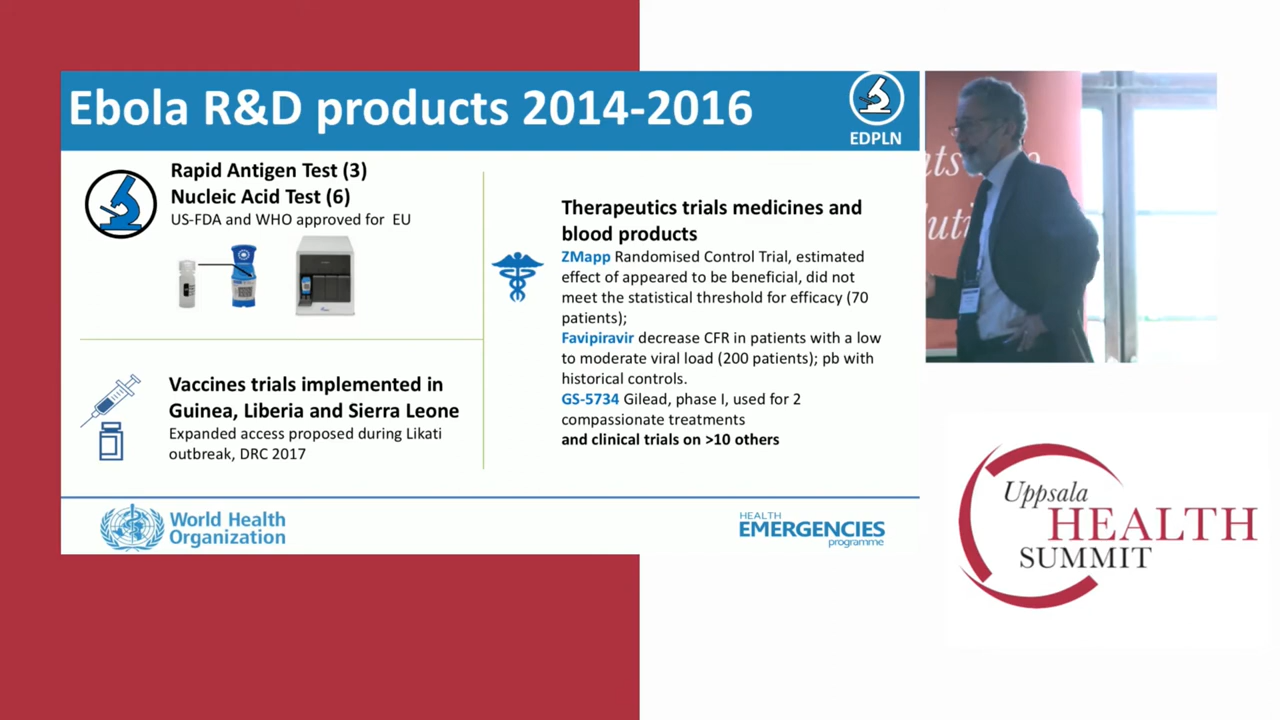 Ebola R&D products 2014-2016
EDPLN
Rapid Antigen Test (3)
Nucleic Acid Test (6)
US-FDA and WHO approved for EU
Vaccines trials implemented in
Guinea, Liberia and Sierra Leone
Expanded access proposed during Likati
outbreak, DRC 2017
Therapeutics trials medicines and
blood products
ZMapp Randomised Control Trial, estimated
effect of appeared to be beneficial, did not
meet the statistical threshold for efficacy (70
patients);
Favipiravir decrease CFR in patients with a low
to moderate viral load (200 patients); pb with
historical controls.
GS-5734 Gilead, phase I, used for 2
compassionate treatments
and clinical trials on >10 others
World Health
Organization
HEALTH
EMERGENCIES
programme
Uppsala
HEALTH
SUMMIT